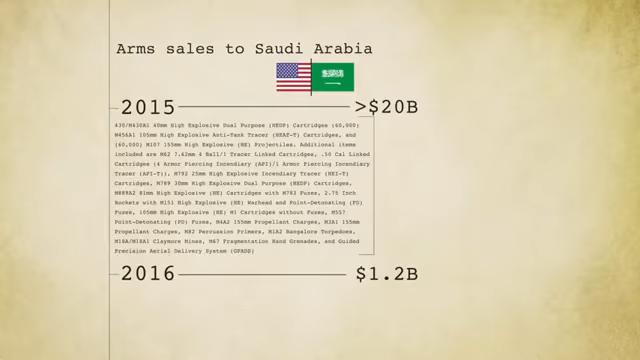 Arms sales to Saudi Arabia
2015 >$20B
430/M430A1 40mm High Explosive Dual Purpose (HEDP) Cartridges (60,000)
M456A1 105mm High Explosive Anti-Tank Tracer (HEAT-T) Cartridges, and
(60,000) M107 155mm High Explosive (HE) Projectiles. Additional items
included are M62 7.62mm 4 Ball/1 Tracer Linked Cartridges, .50 Cal Linked
Cartridges (4 Armor Piercing Incendiary (API)/1 Armor Piercing Incendiary
Tracer (API-T)), M792 25mm High Explosive Incendiary Tracer (HEI-T)
Cartridges, M789 30mm High Explosive Dual Purpose (HEDP) Cartridges,
M889A2 81mm High Explosive (HE) Cartridges with M783 Fuzes, 2.75 Inch
Rockets with M151 High Explosive (HE) Warhead and Point-Detonating (PD)
Fuzes, 105mm High Explosive (HE) M1 Cartridges without Fuzes, M557
Point-Detonating (PD) Fuzes, M4A2 155mm Propellant Charges, M3A1 155mm
Propellant Charges, M82 Percussion Primers, M1A2 Bangalore Torpedoes,
M18A/M18A1 Claymore Mines, M67 Fragmentation Hand Grenades, and Guided
Precision Aerial Delivery System (GPADS)
2016 $1.2B